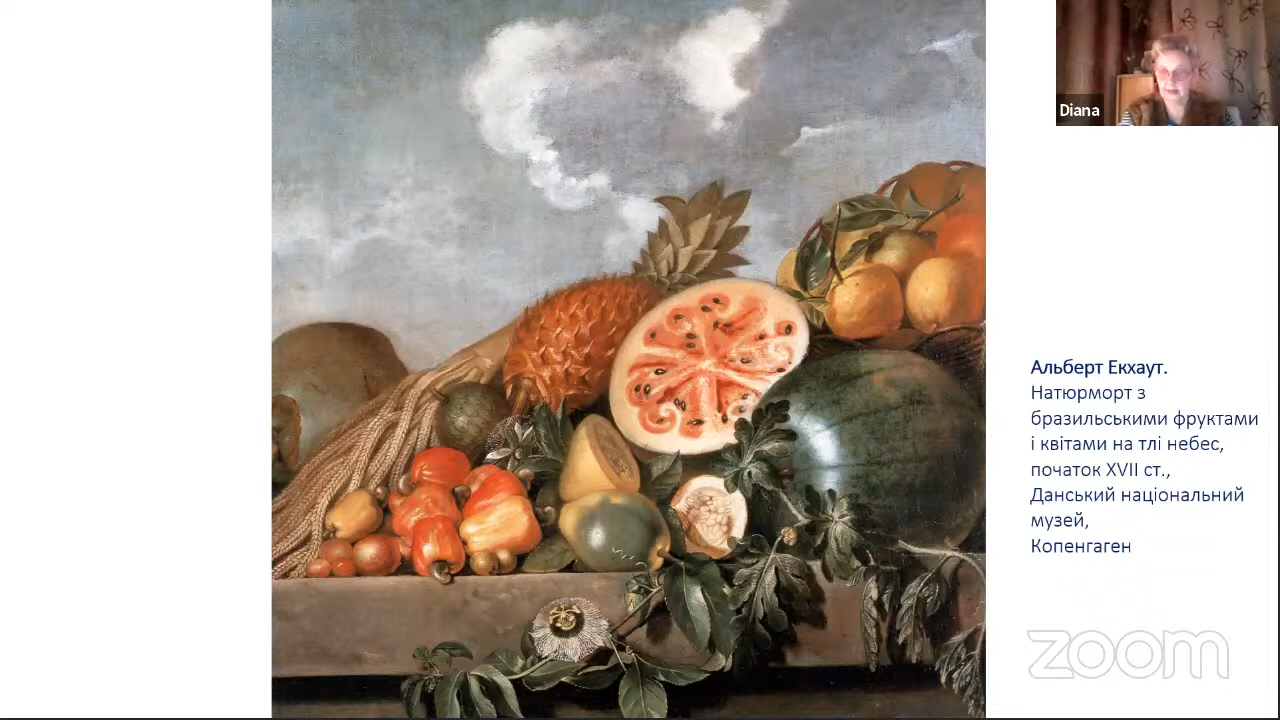 Diana
Альберт Екхаут.
Натюрморт з
бразильськими фруктами
і квітами на тлі небес,
початок XVII ст.,
Данський національний
музей,
Копенгаген
zoom